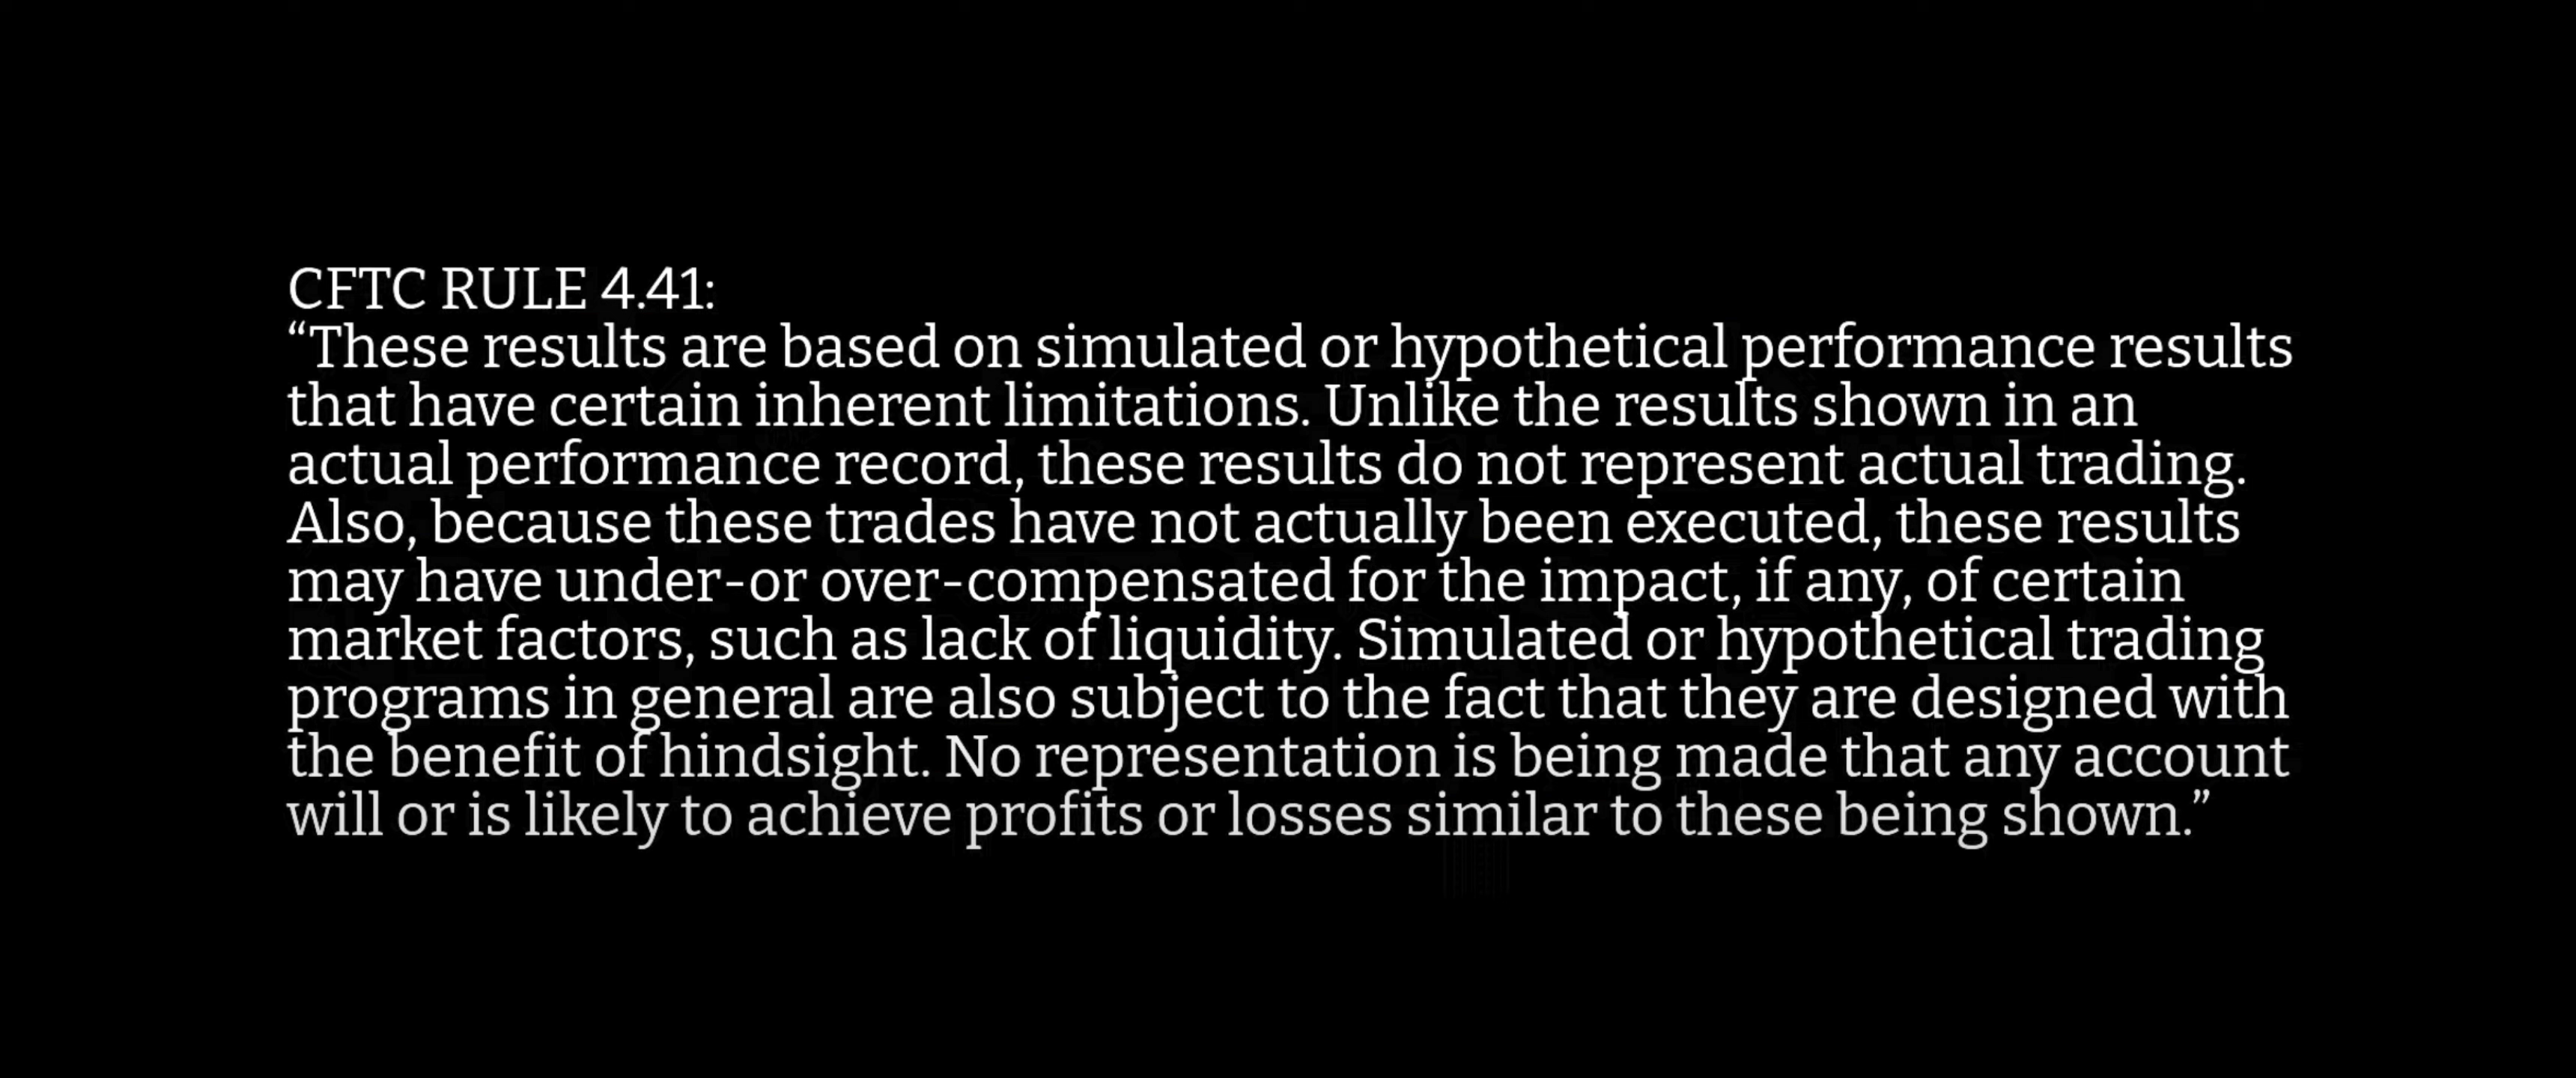 CFTC RULE 4.41:
“These results are based on simulated or hypothetical performance results
that have certain inherent limitations. Unlike the results shown in an
actual performance record, these results do not represent actual trading.
Also, because these trades have not actually been executed, these results
may have under-or over-compensated for the impact, if any, of certain
market factors, such as lack of liquidity. Simulated or hypothetical trading
programs in general are also subject to the fact that they are designed with
the benefit of hindsight. No representation is being made that any account
will or is likely to achieve profits or losses similar to these being shown.”